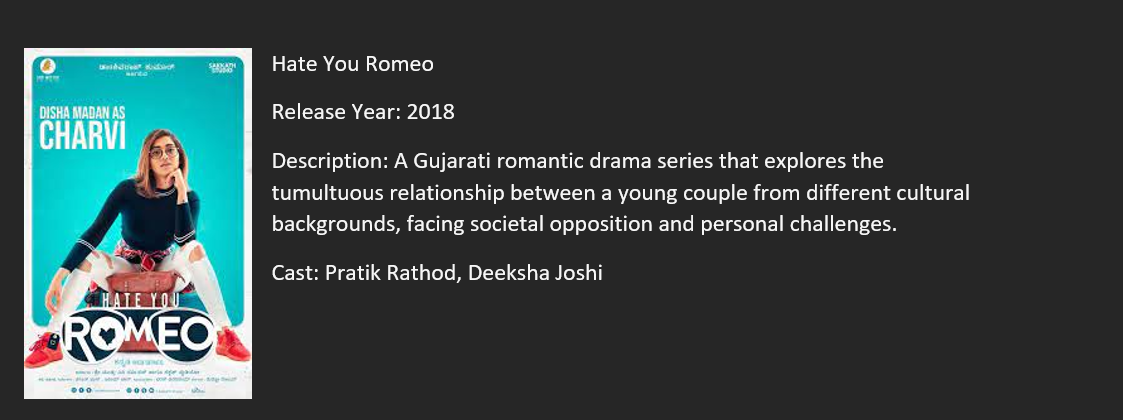 SAKKATH
STUDIO
DISHA MADAN AS
CHARVI
HATE YOU
ROMEO
Hate You Romeo
Release Year: 2018
Description: A Gujarati romantic drama series that explores the
tumultuous relationship between a young couple from different cultural
backgrounds, facing societal opposition and personal challenges.
Cast: Pratik Rathod, Deeksha Joshi